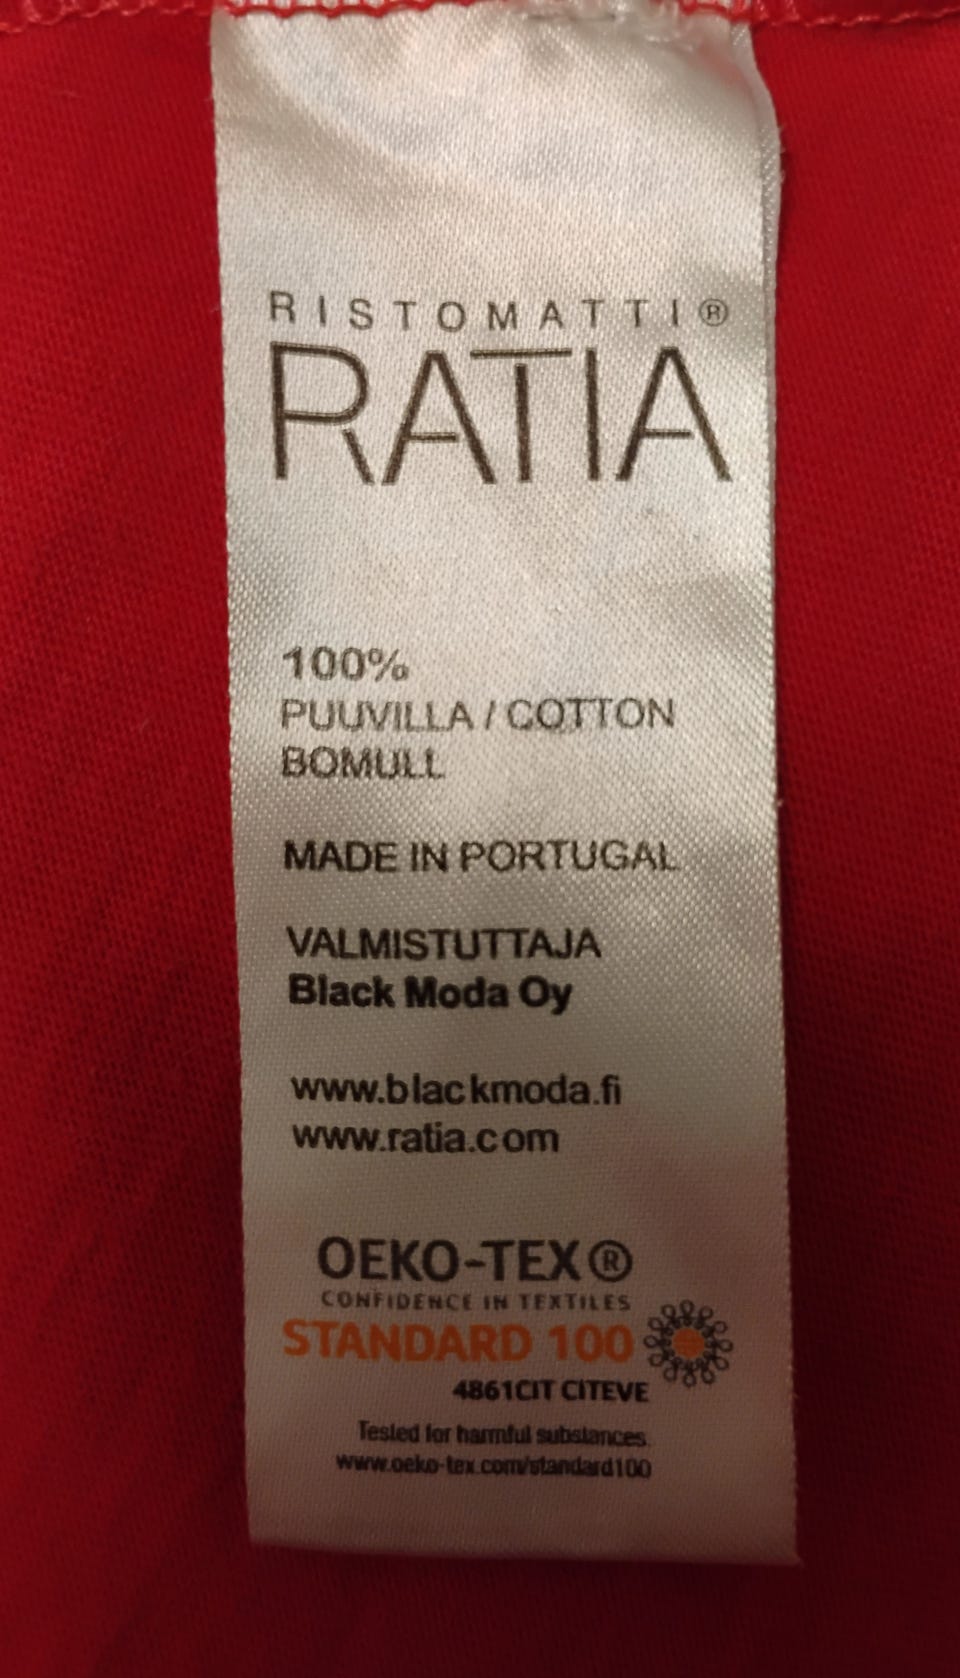 RISTOMATTI®
RATIA
100%
PUUVILLA / COTTON
BOMULL
MADE IN PORTUGAL
VALMISTUTTAJA
Black Moda Oy
www.blackmoda.fi
www.ratia.com
OEKO-TEX®
CONFIDENCE IN TEXTILES
STANDARD 100
4861CIT CITEVE
Tested for harmful substances.
www.oeko-tex.com/standard100